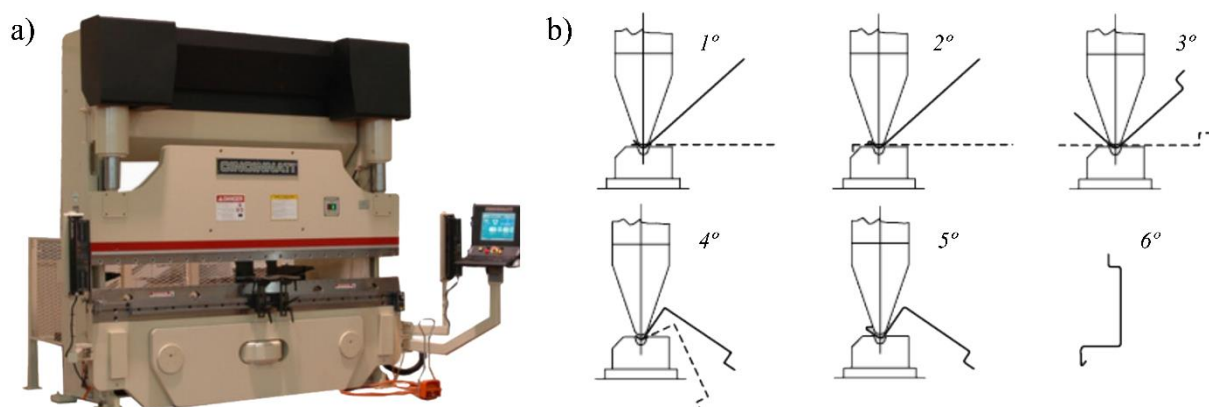 a)
CINCINNATI
DANGER
b)
1º
2º
3º
4º
5º
6º